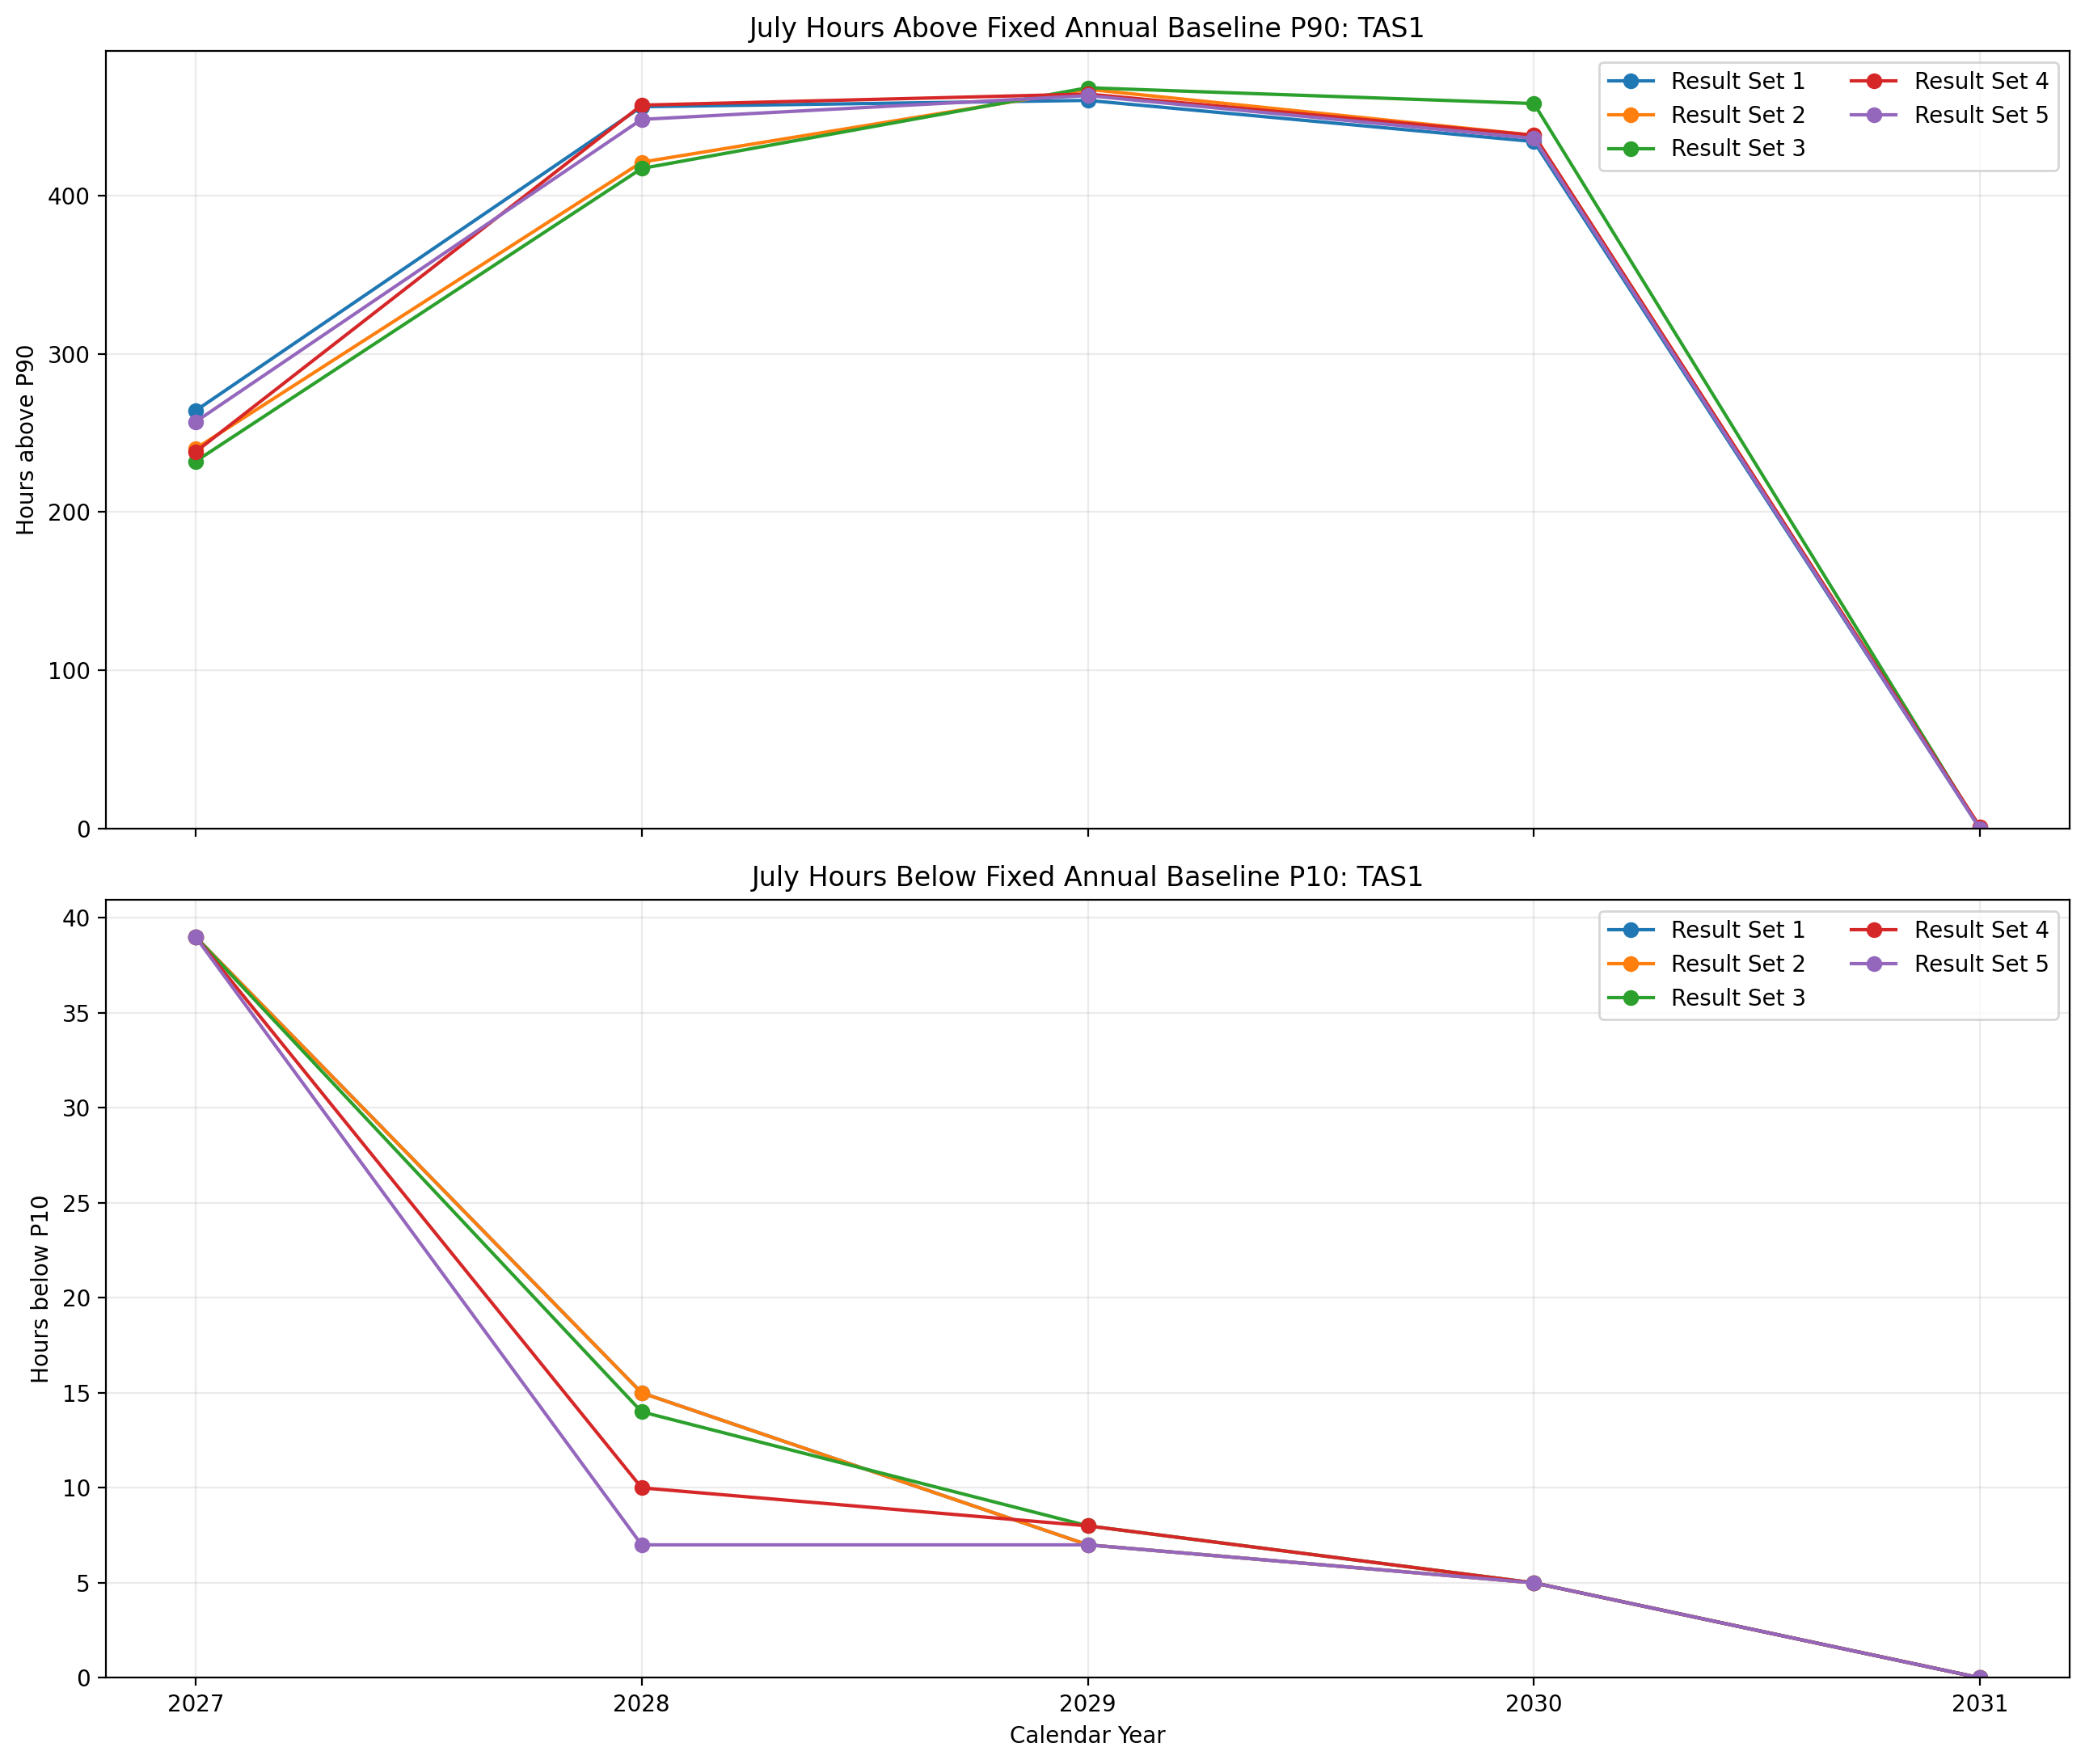 July Hours Above Fixed Annual Baseline P90: TAS1
Hours above P90
400
300
200
100
0
Result Set 1
Result Set 2
Result Set 3
Result Set 4
Result Set 5
July Hours Below Fixed Annual Baseline P10: TAS1
Hours below P10
40
35
30
25
20
15
10
5
0
Result Set 1
Result Set 2
Result Set 3
Result Set 4
Result Set 5
2027 2028 2029 2030 2031
Calendar Year